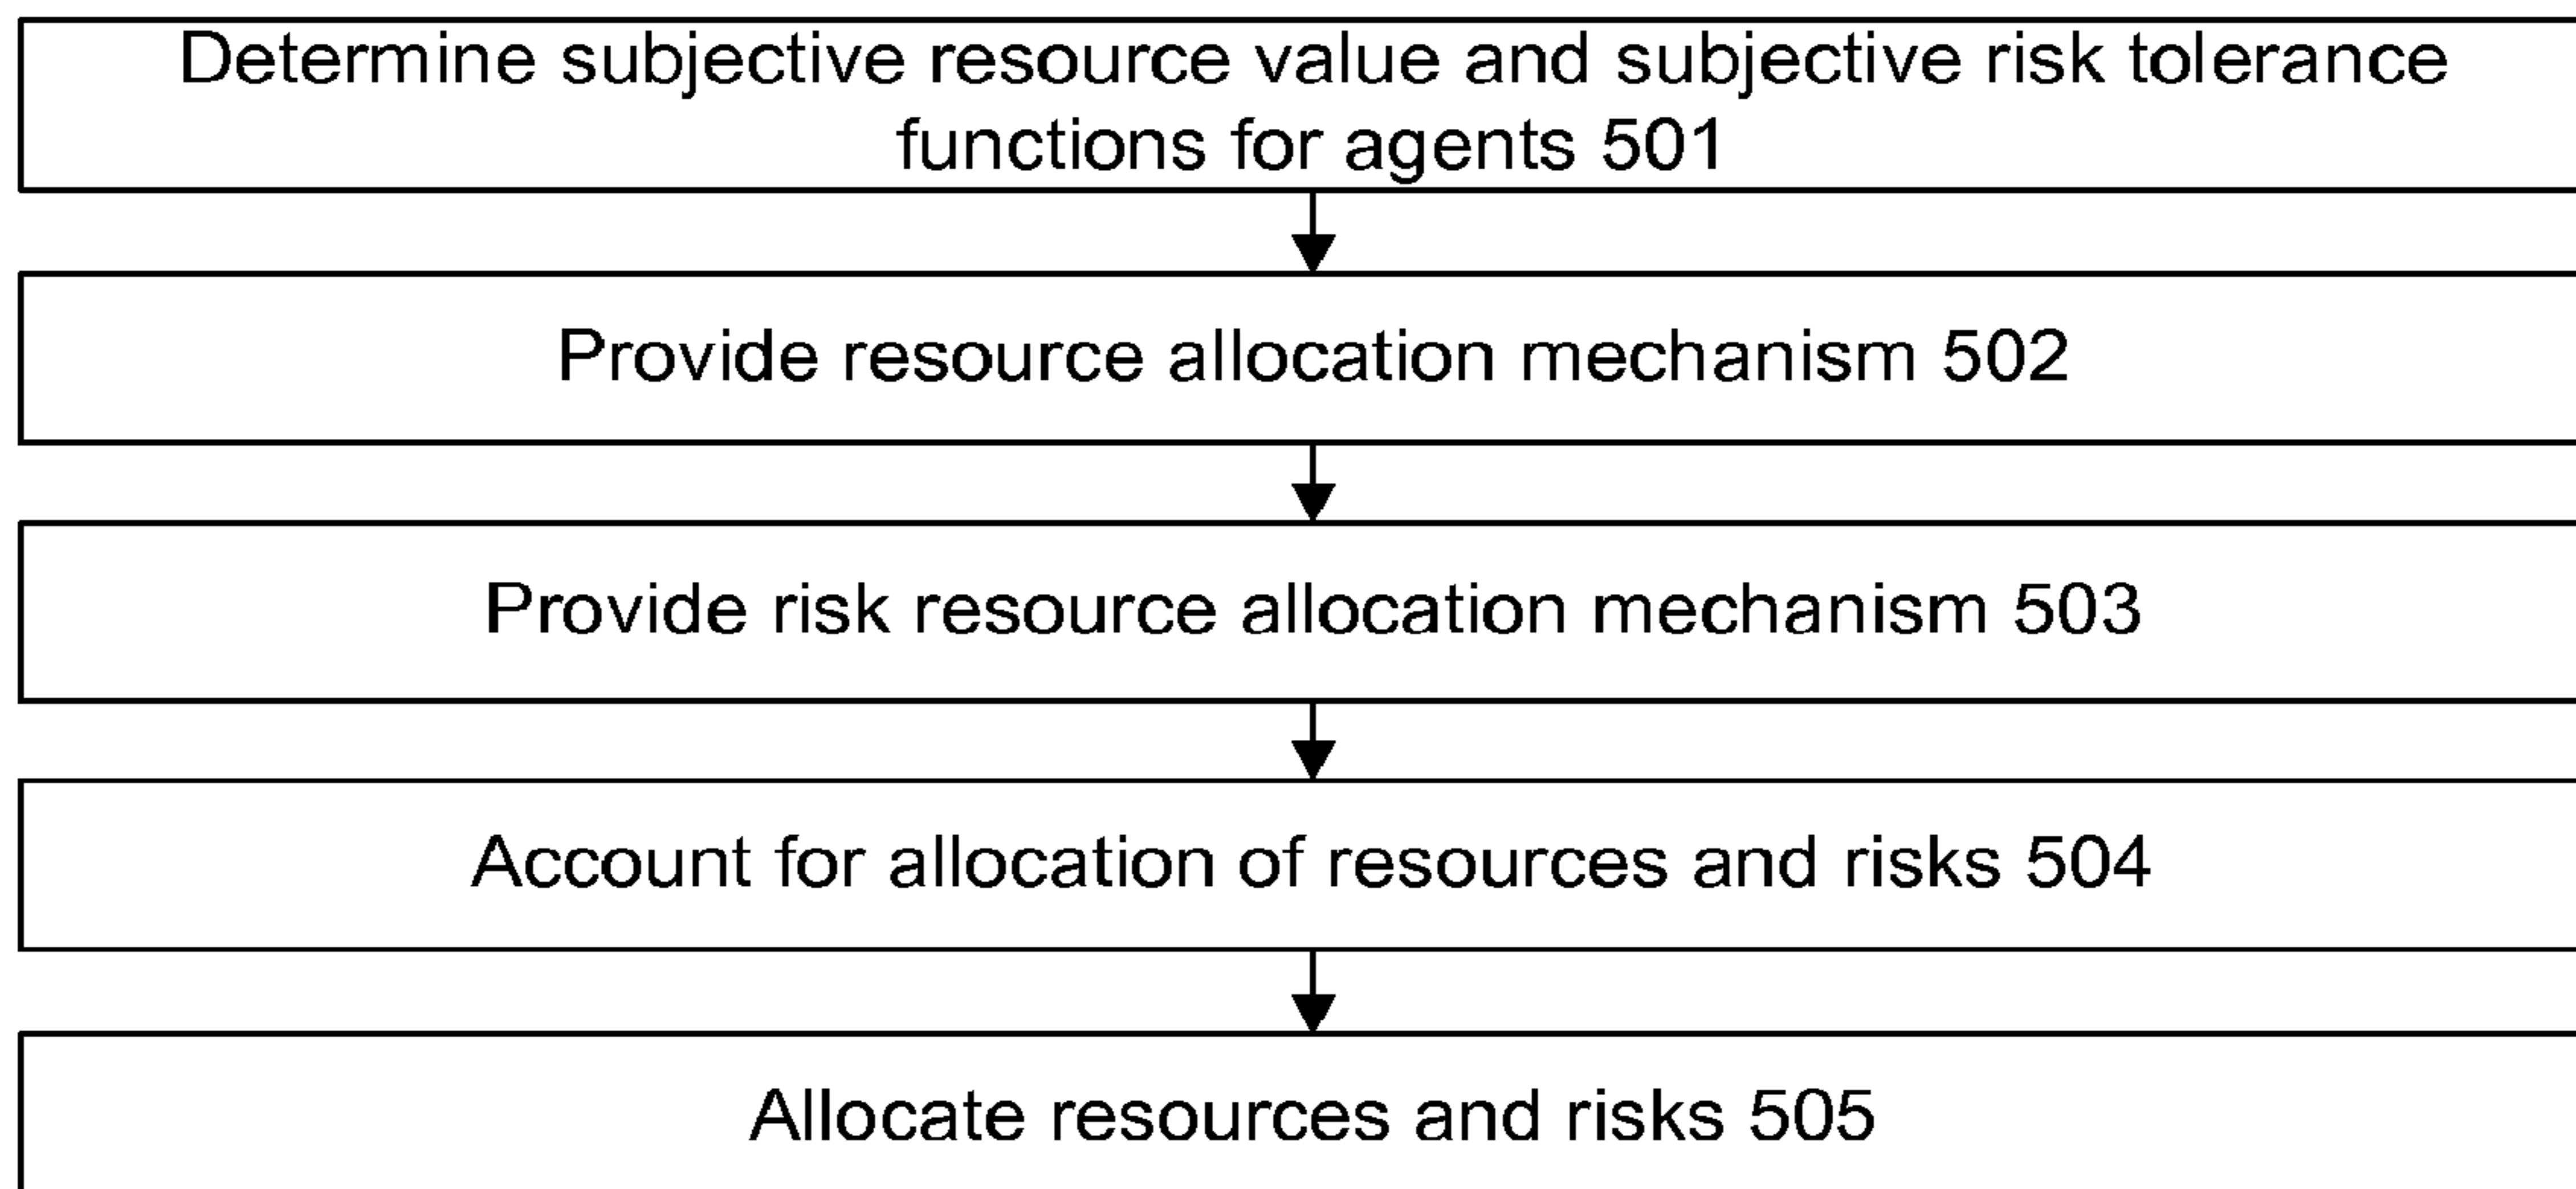 Determine subjective resource value and subjective risk tolerance
functions for agents 501
Provide resource allocation mechanism 502
Provide risk resource allocation mechanism 503
Account for allocation of resources and risks 504
Allocate resources and risks 505